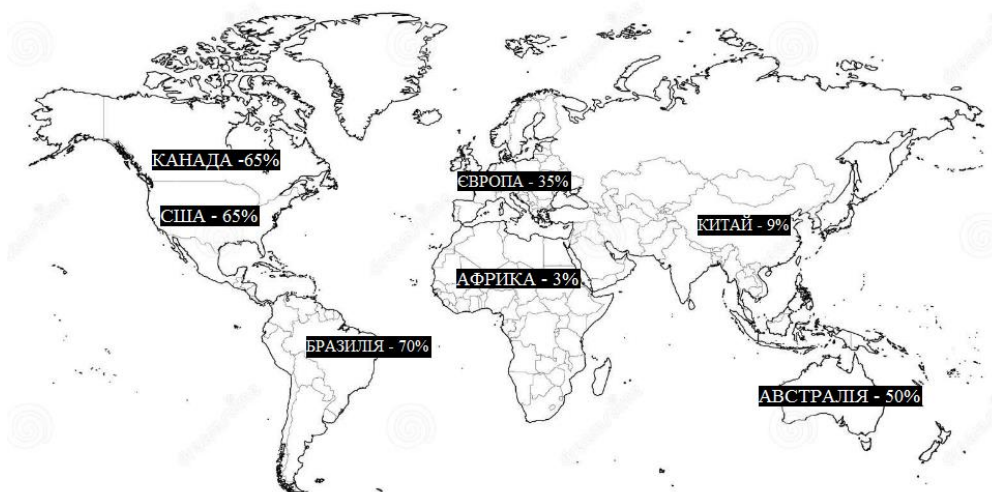 КАНАДА -65%
ЄВРОПА - 35%
США - 65%
КИТАЙ - 9%
АФРИКА - 3%
БРАЗИЛІЯ - 70%
АВСТРАЛІЯ - 50%